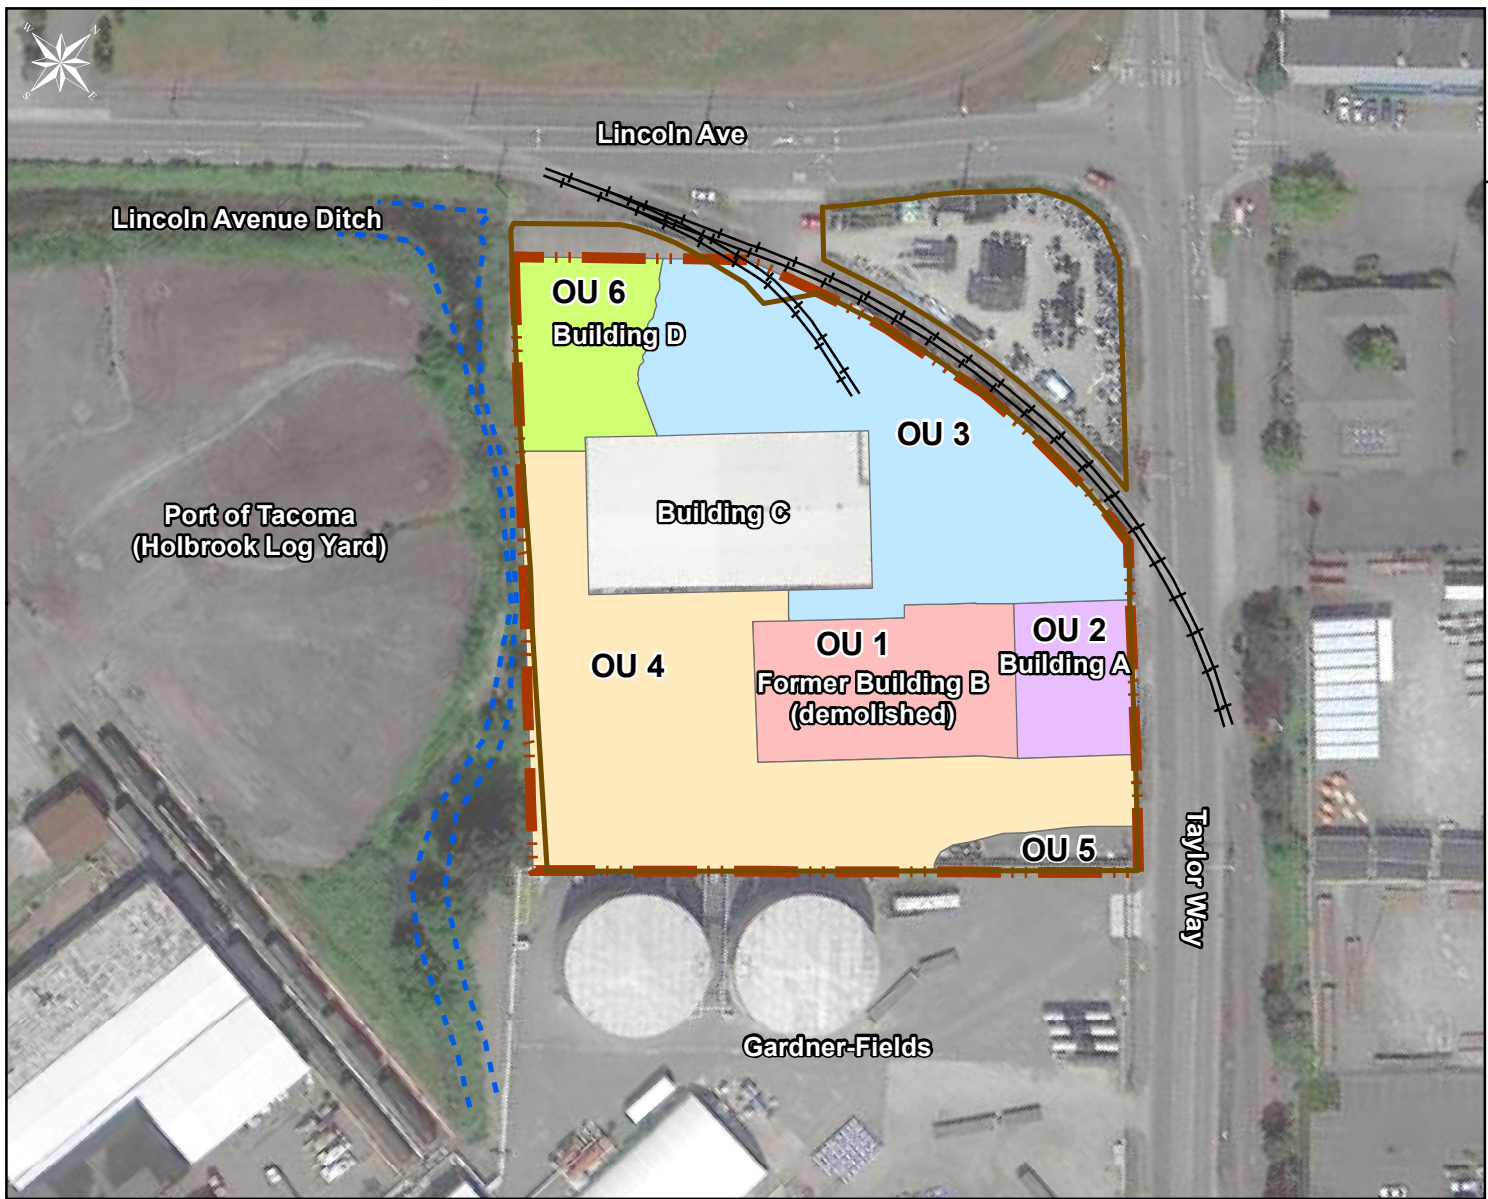 W
N
S
E
Lincoln Ave
Lincoln Avenue Ditch
OU 6
Building D
OU 3
Port of Tacoma
(Holbrook Log Yard)
Building C
OU 1
OU 2
Building A
OU 4
Former Building B
(demolished)
OU 5
Taylor Way
Gardner-Fields